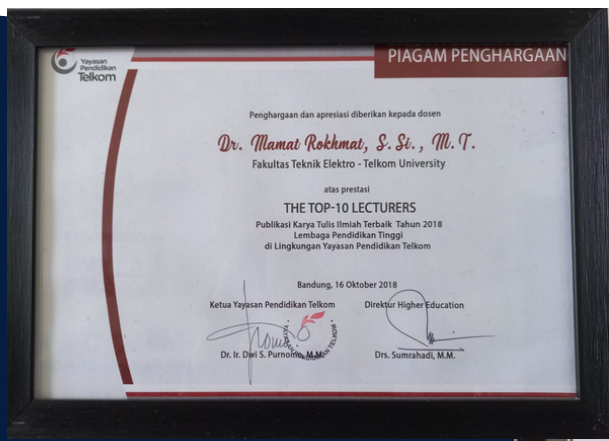 Yayasan
Pendidikan
Telkom
PIAGAM PENGHARGAAN
Penghargaan dan apresiasi diberikan kepada dosen
Dr. Mamat Rokhmat, S. Si., M. T.
Fakultas Teknik Elektro - Telkom University
atas prestasi
THE TOP-10 LECTURERS
Publikasi Karya Tulis Ilmiah Terbaik Tahun 2018
Lembaga Pendidikan Tinggi
di Lingkungan Yayasan Pendidikan Telkom
Bandung, 16 Oktober 2018
Ketua Yayasan Pendidikan Telkom
Direktur Higher Education
Dr. Ir. Dwi S. Purnomo, M.M.
Drs. Sumrahadi, M.M.